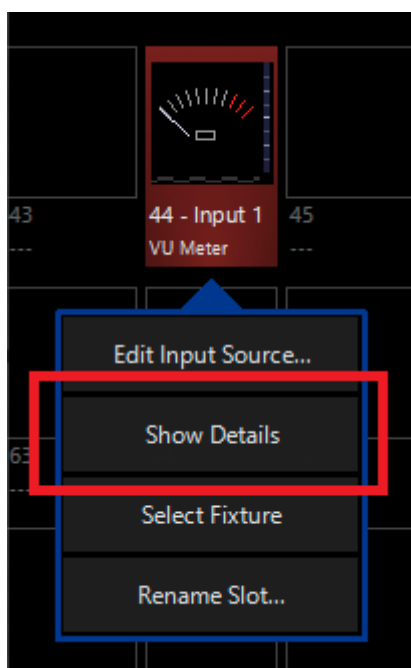 43
44 - Input 1
45
---
VU Meter
---
Edit Input Source...
Show Details
63
Select Fixture
Rename Slot...